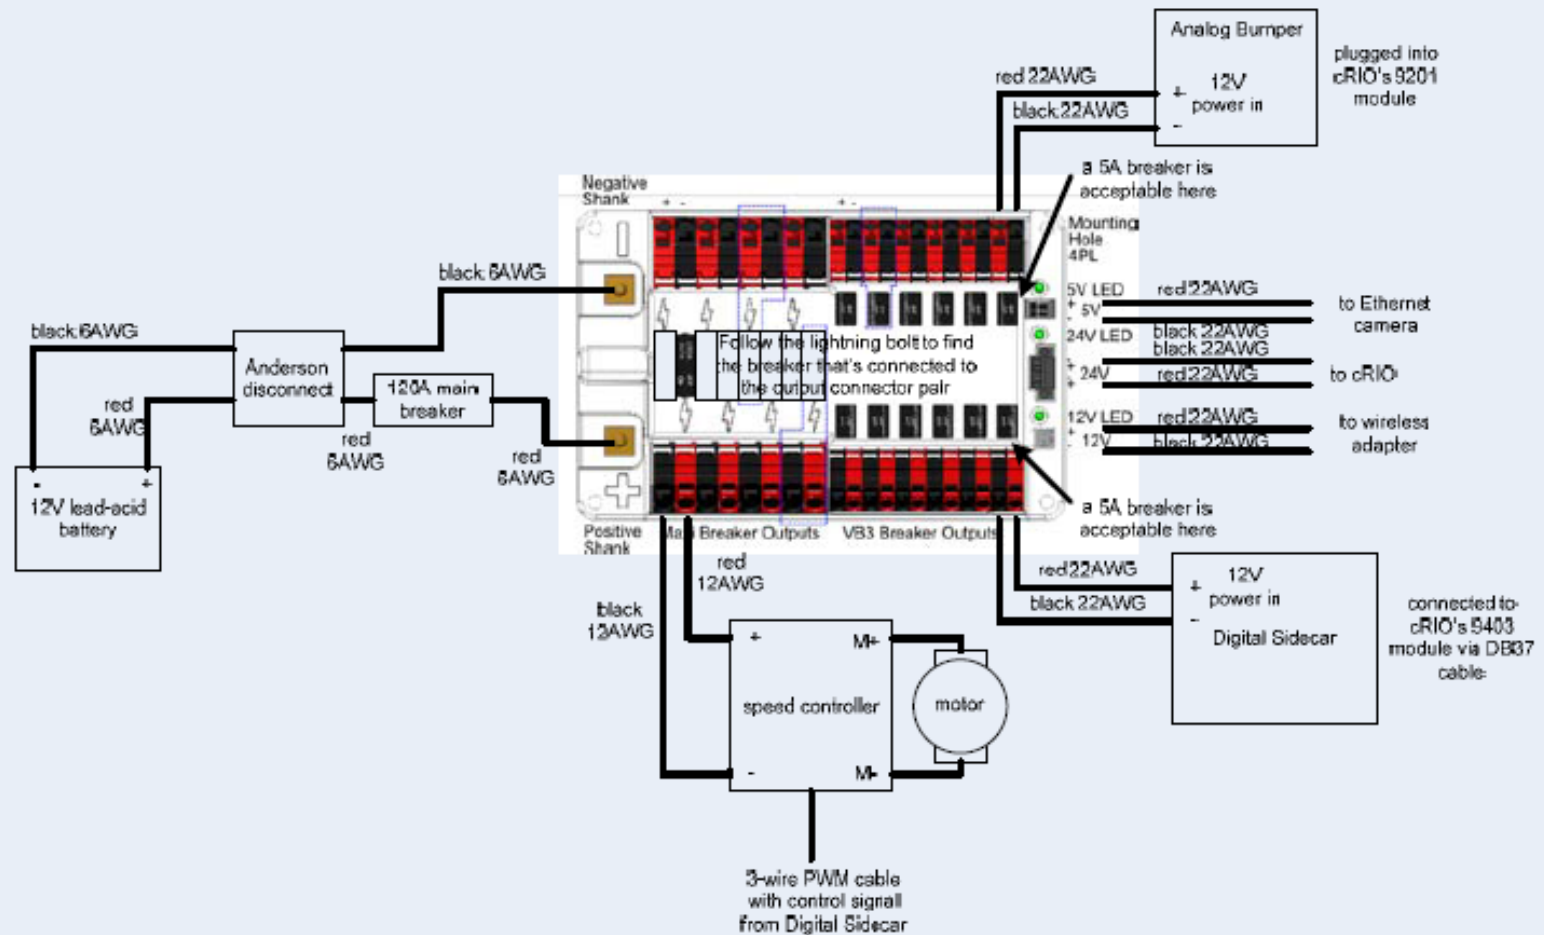 Analog Bumper
12V
+ power in
-
plugged into
cRIO's 9201
module
red 22AWG
black 22AWG
a 5A breaker is
acceptable here
Negative
Shank
+ -
+ -
Mounting
Hole
4PL
black 6AWG
black 6AWG
Anderson
disconnect
120A main
breaker
red
6AWG
red
6AWG
red
6AWG
- +
12V lead-acid
battery
5V LED
+
5V
-
24V LED
-
24V
+
12V LED
+
12V
-
red 22AWG
black 22AWG
black 22AWG
red 22AWG
red 22AWG
black 22AWG
to Ethernet
camera
to cRIO
to wireless
adapter
Follow the lightning bolt to find
the breaker that's connected to
the output connector pair
Positive
Shank
Maxi Breaker Outputs
VB3 Breaker Outputs
a 5A breaker is
acceptable here
red
12AWG
black
12AWG
red 22AWG
black 22AWG
12V
+ power in
-
Digital Sidecar
connected to
cRIO's 9403
module via DB37
cable
+ M+
speed controller
- M-
motor
3-wire PWM cable
with control signal
from Digital Sidecar